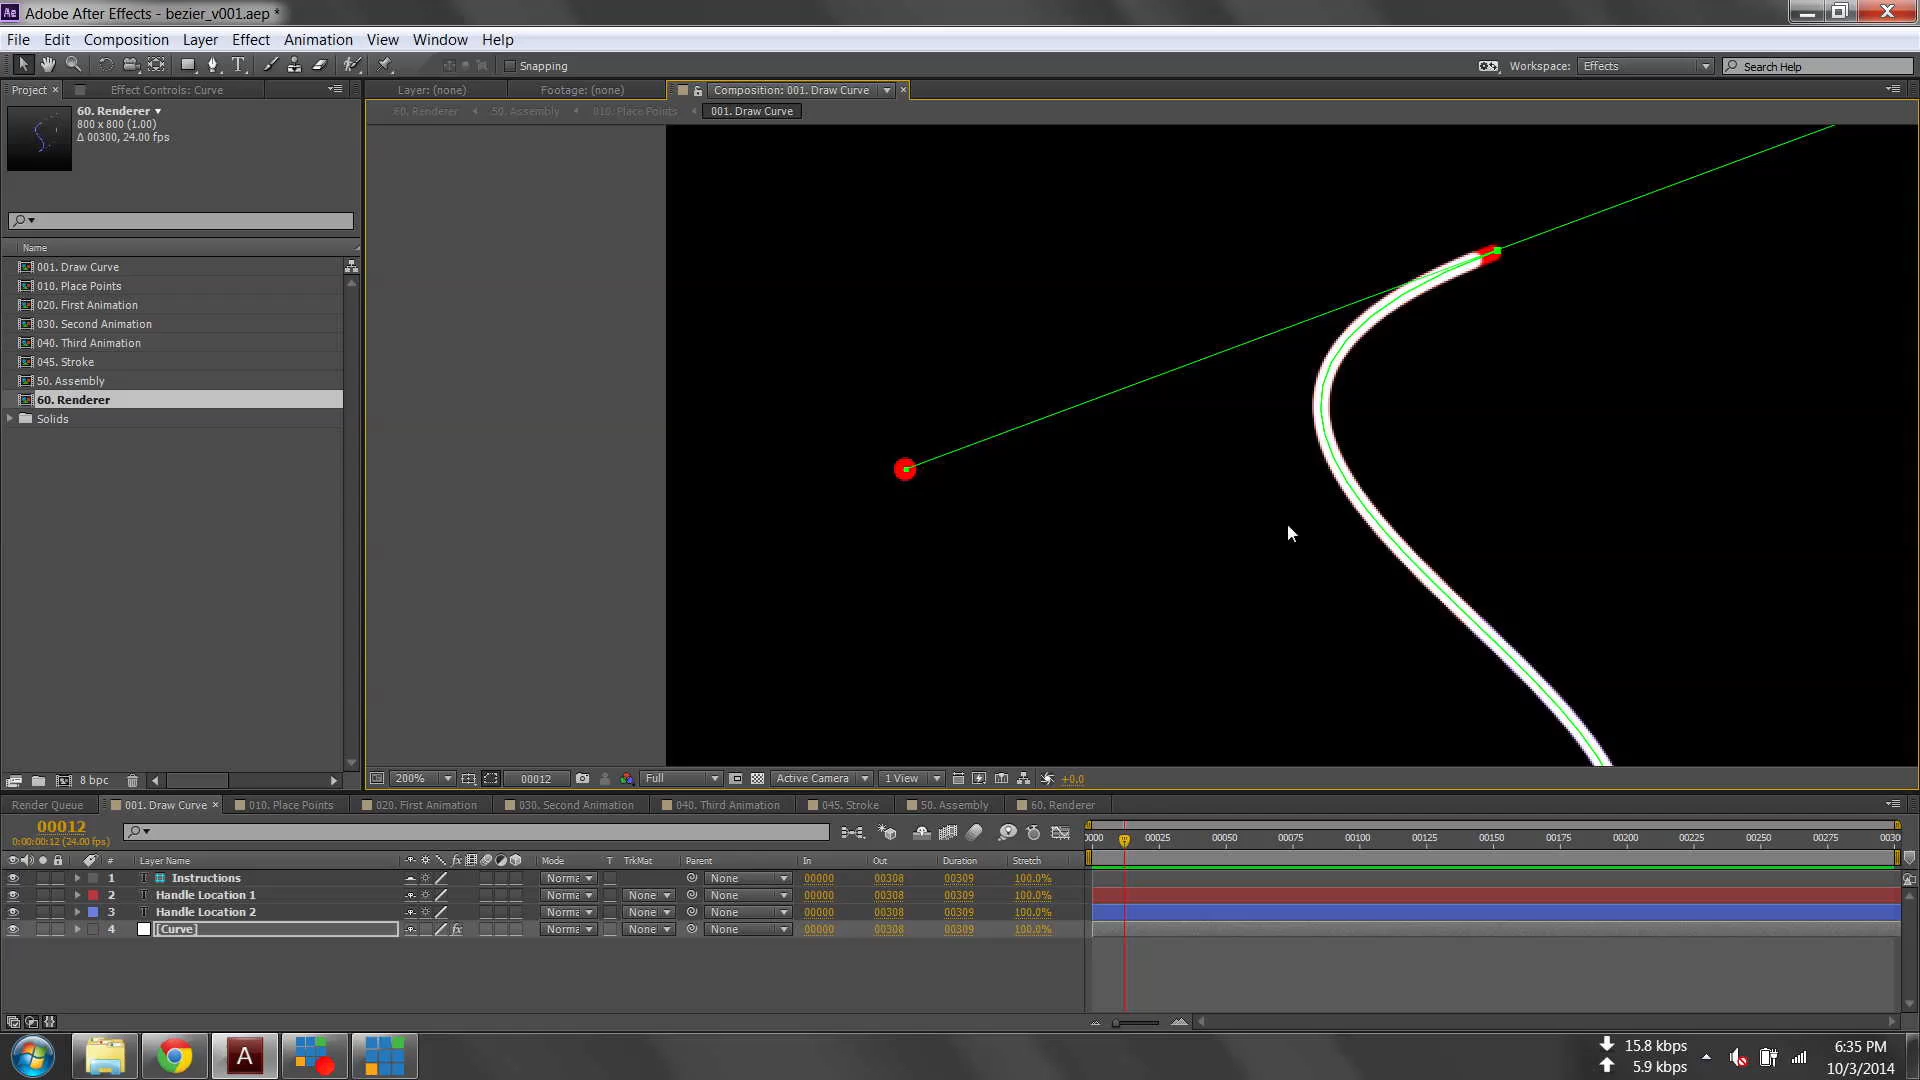 Ae Adobe After Effects - bezier_v001.aep *
File Edit Composition Layer Effect Animation View Window Help
T Snapping Workspace: Effects Search Help
Project Effect Controls: Curve Layer: (none) Footage: (none) Composition: 001. Draw Curve
60. Renderer 50. Assembly 010. Place Points 001. Draw Curve
60. Renderer
800 x 800 (1.00)
Δ 00300, 24.00 fps
Name
001. Draw Curve
010. Place Points
020. First Animation
030. Second Animation
040. Third Animation
045. Stroke
50. Assembly
60. Renderer
Solids
8 bpc 200% 00012 Full Active Camera 1 View +0.0
Render Queue 001. Draw Curve 010. Place Points 020. First Animation 030. Second Animation 040. Third Animation 045. Stroke 50. Assembly 60. Renderer
00012
0:00:00:12 (24.00 fps)
0000 00025 00050 00075 00100 00125 00150 00175 00200 00225 00250 00275 0030
# Layer Name fx Mode T TrkMat Parent In Out Duration Stretch
1 T Instructions Norma None 00000 00308 00309 100.0%
2 T Handle Location 1 Norma None None 00000 00308 00309 100.0%
3 T Handle Location 2 Norma None None 00000 00308 00309 100.0%
4 [Curve] fx Norma None None 00000 00308 00309 100.0%
A
15.8 kbps
5.9 kbps
6:35 PM
10/3/2014